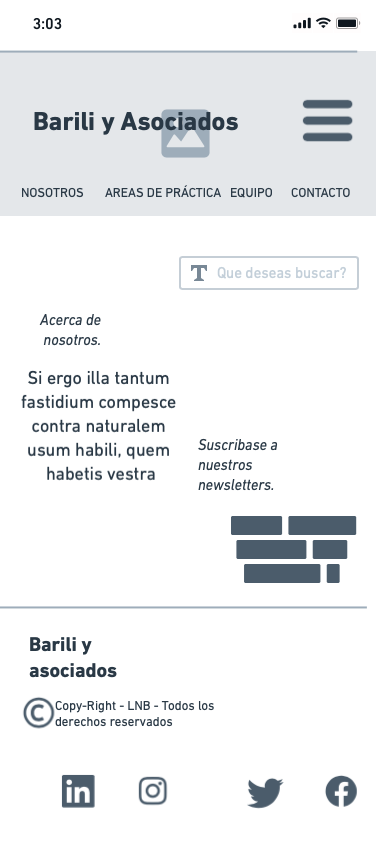 3:03
Barili y Asociados
NOSOTROS AREAS DE PRÁCTICA EQUIPO CONTACTO
T Que deseas buscar?
Acerca de
nosotros.
Si ergo illa tantum
fastidium compesce
contra naturalem
usum habili, quem
habetis vestra
Suscribase a
nuestros
newsletters.
Barili y
asociados
© Copy-Right - LNB - Todos los
derechos reservados
in